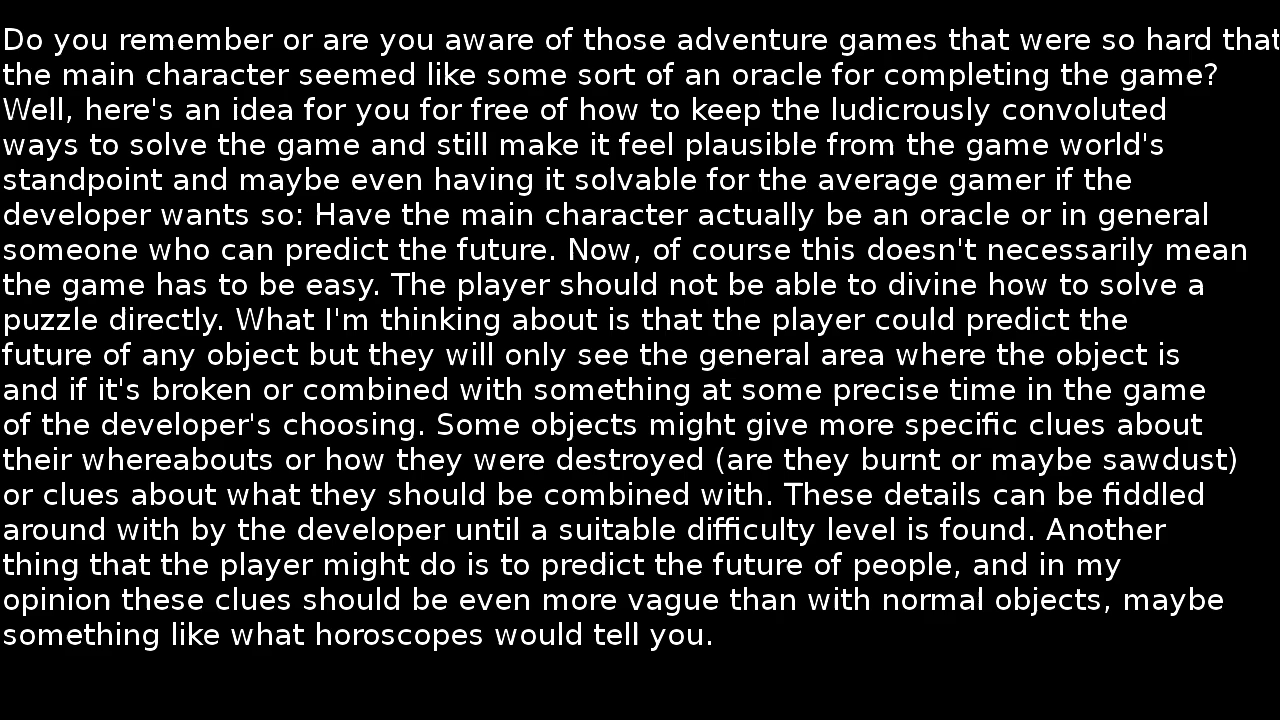 Do you remember or are you aware of those adventure games that were so hard that
the main character seemed like some sort of an oracle for completing the game?
Well, here's an idea for you for free of how to keep the ludicrously convoluted
ways to solve the game and still make it feel plausible from the game world's
standpoint and maybe even having it solvable for the average gamer if the
developer wants so: Have the main character actually be an oracle or in general
someone who can predict the future. Now, of course this doesn't necessarily mean
the game has to be easy. The player should not be able to divine how to solve a
puzzle directly. What I'm thinking about is that the player could predict the
future of any object but they will only see the general area where the object is
and if it's broken or combined with something at some precise time in the game
of the developer's choosing. Some objects might give more specific clues about
their whereabouts or how they were destroyed (are they burnt or maybe sawdust)
or clues about what they should be combined with. These details can be fiddled
around with by the developer until a suitable difficulty level is found. Another
thing that the player might do is to predict the future of people, and in my
opinion these clues should be even more vague than with normal objects, maybe
something like what horoscopes would tell you.